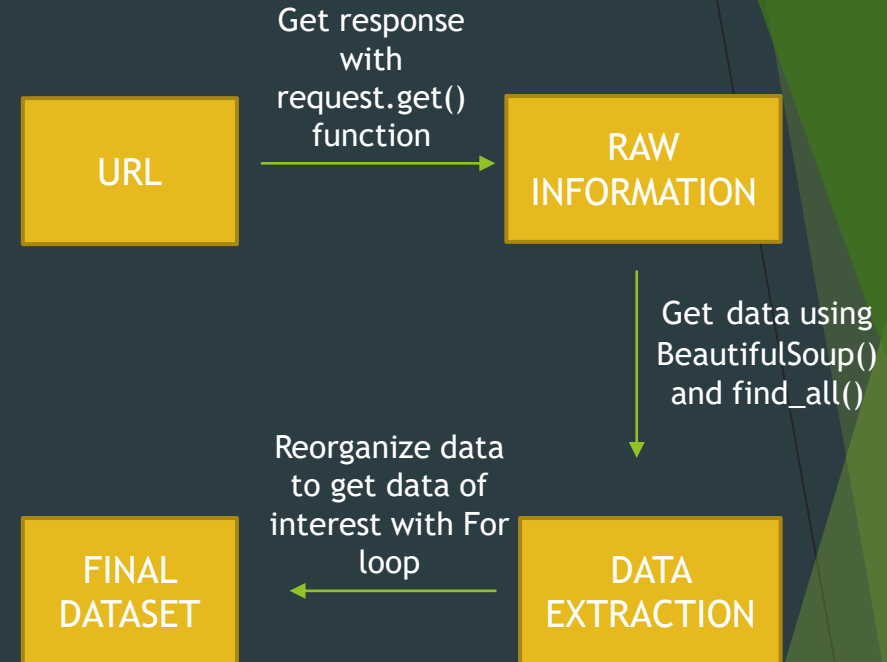 Get response
with
request.get()
function
URL
RAW
INFORMATION
Get data using
BeautifulSoup()
and find_all()
Reorganize data
to get data of
interest with For
loop
FINAL
DATASET
DATA
EXTRACTION